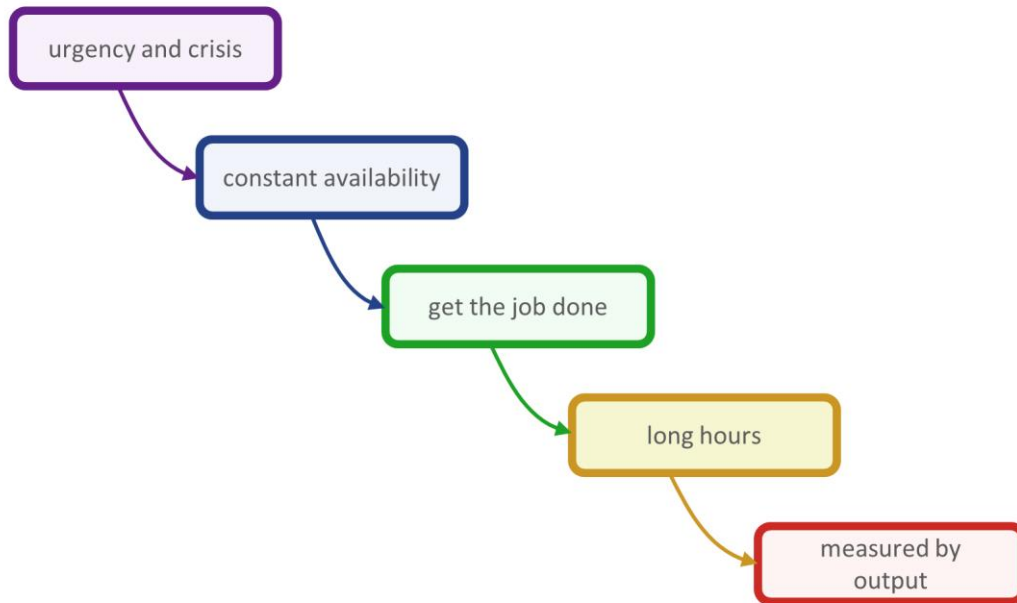 urgency and crisis
constant availability
get the job done
long hours
measured by
output